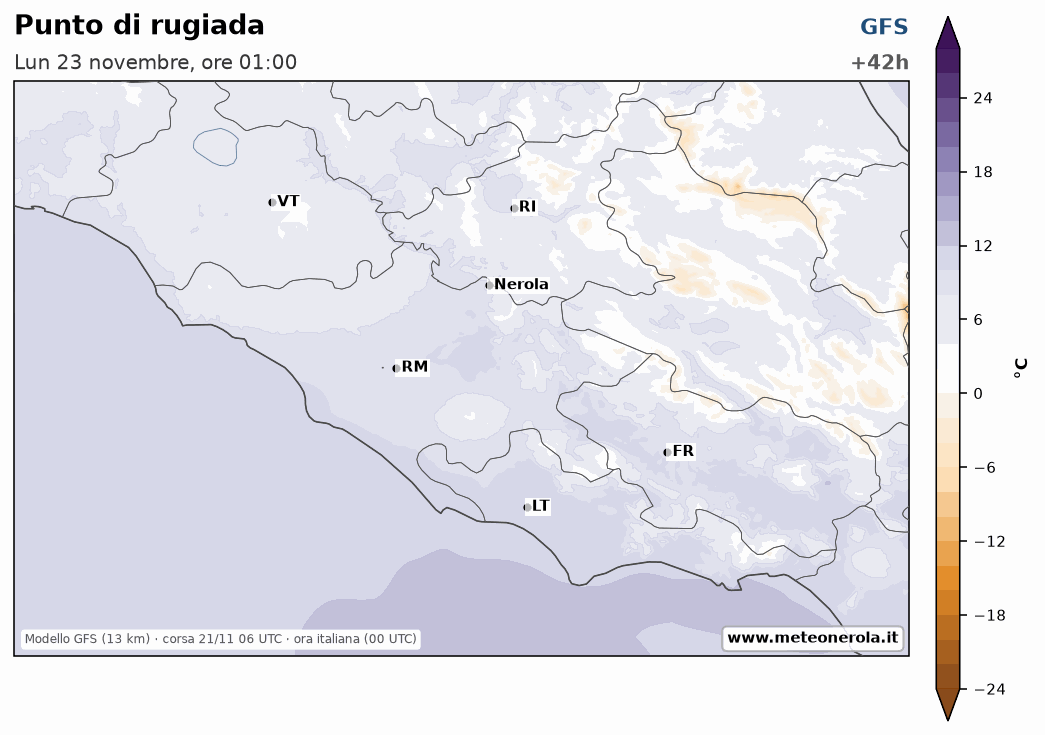 Punto di rugiada
GFS
Lun 23 novembre, ore 01:00
+42h
24
18
12
6
0
−6
−12
−18
−24
°C
VT
RI
Nerola
RM
FR
LT
Modello GFS (13 km) · corsa 21/11 06 UTC · ora italiana (00 UTC)
www.meteonerola.it